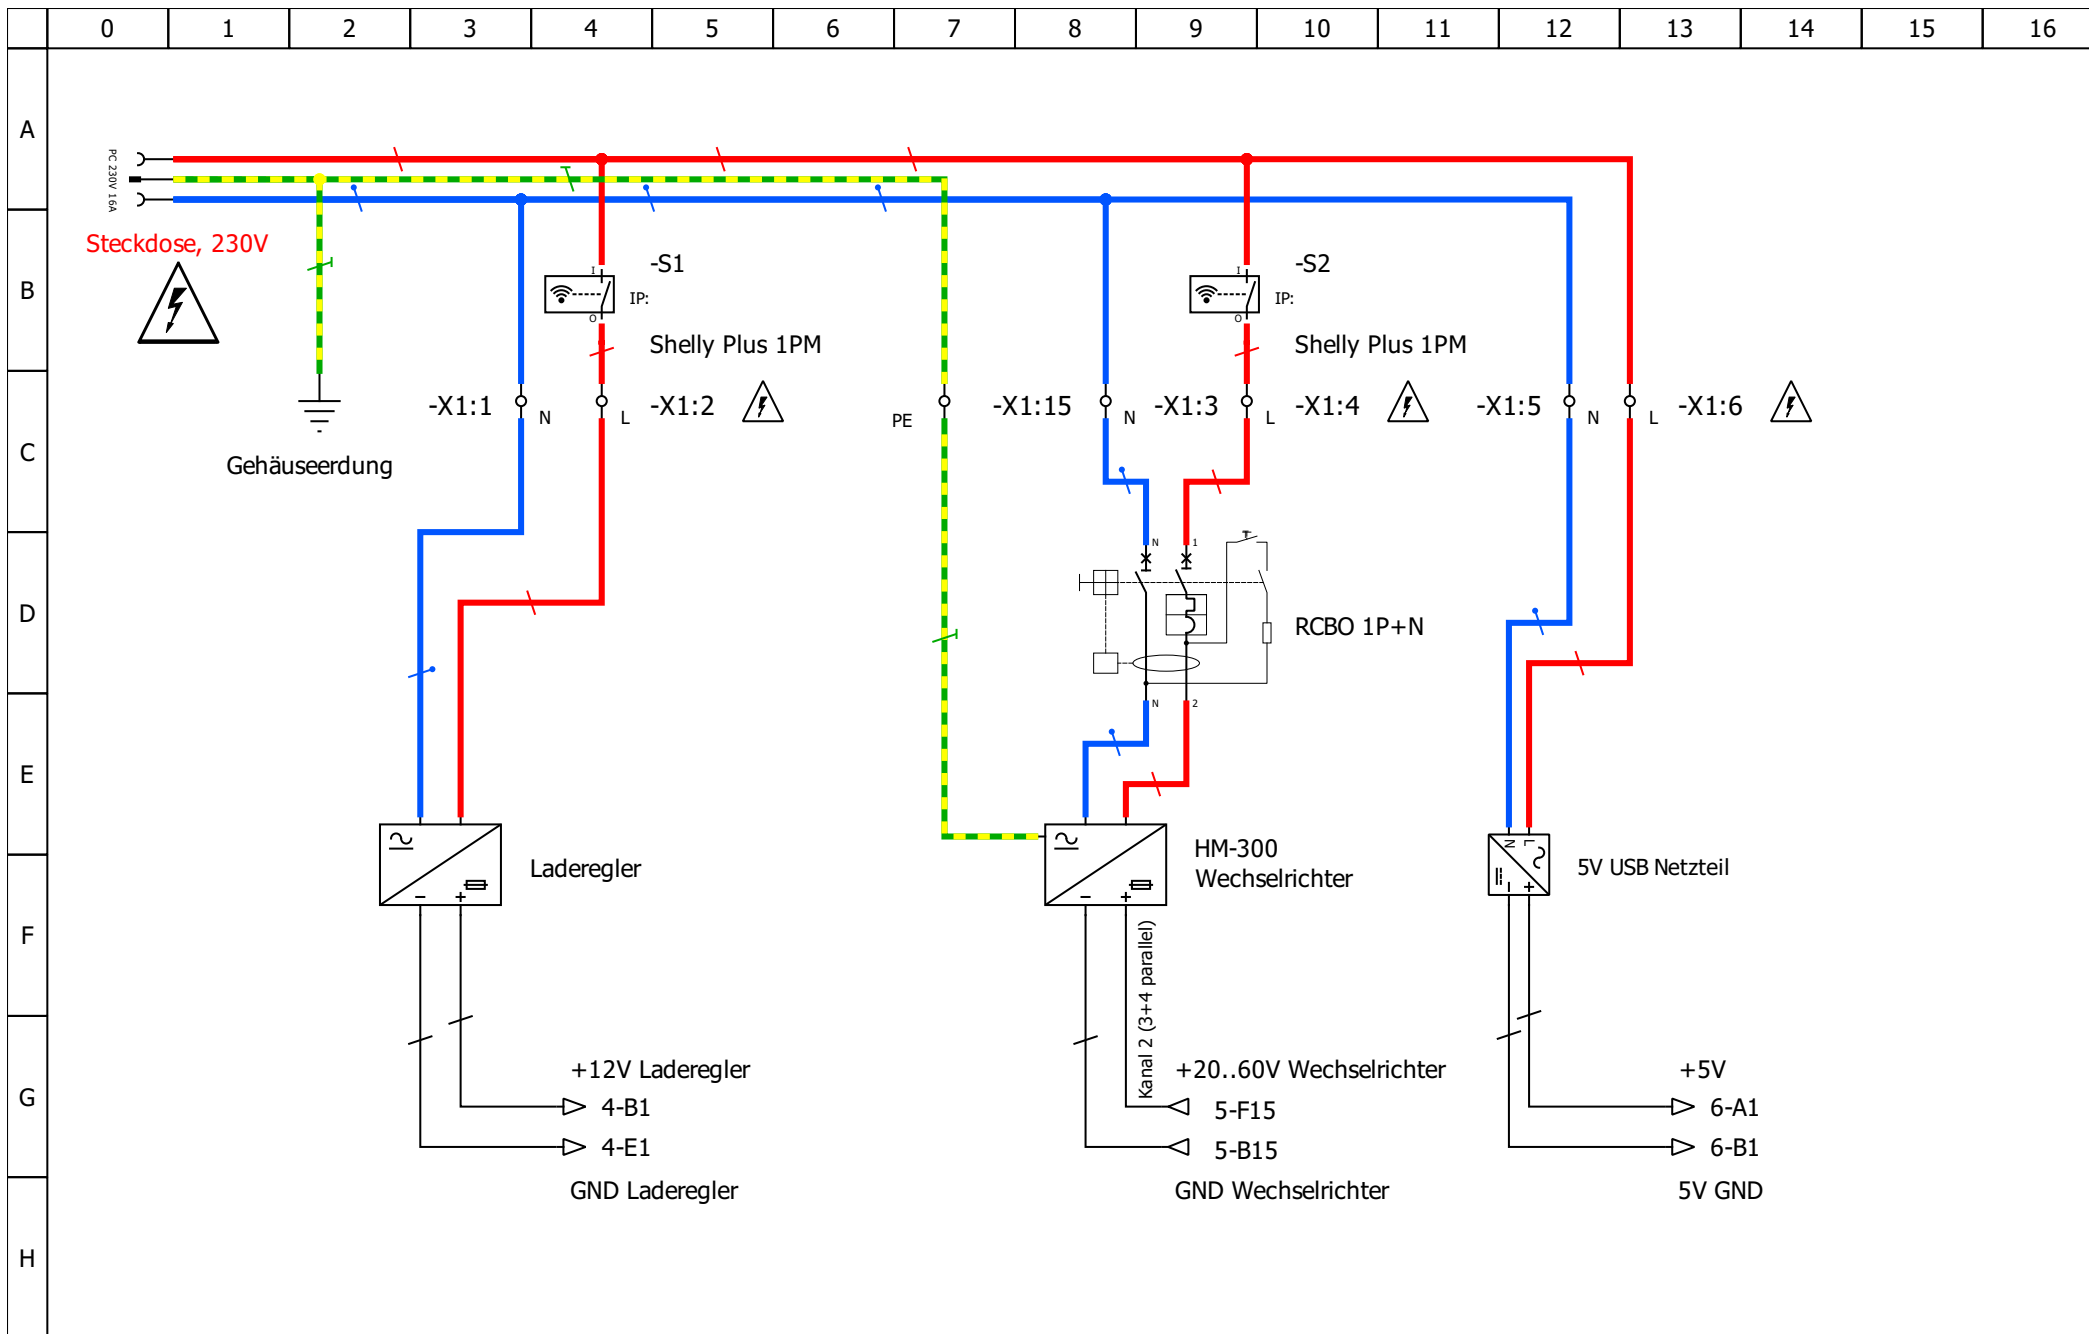 0 1 2 3 4 5 6 7 8 9 10 11 12 13 14 15 16
A
PC 230V 16A
Steckdose, 230V
B
I
-S1
IP:
O
Shelly Plus 1PM
I
-S2
IP:
O
Shelly Plus 1PM
C
-X1:1
N
L
-X1:2
PE
-X1:15
N
-X1:3
L
-X1:4
-X1:5
N
L
-X1:6
Gehäuseerdung
D
N 1
RCBO 1P+N
E
N 2
Laderegler
- +
HM-300
Wechselrichter
- +
N L
5V USB Netzteil
- +
F
Kanal 2 (3+4 parallel)
G
+12V Laderegler
4-B1
4-E1
GND Laderegler
+20..60V Wechselrichter
5-F15
5-B15
GND Wechselrichter
+5V
6-A1
6-B1
5V GND
H